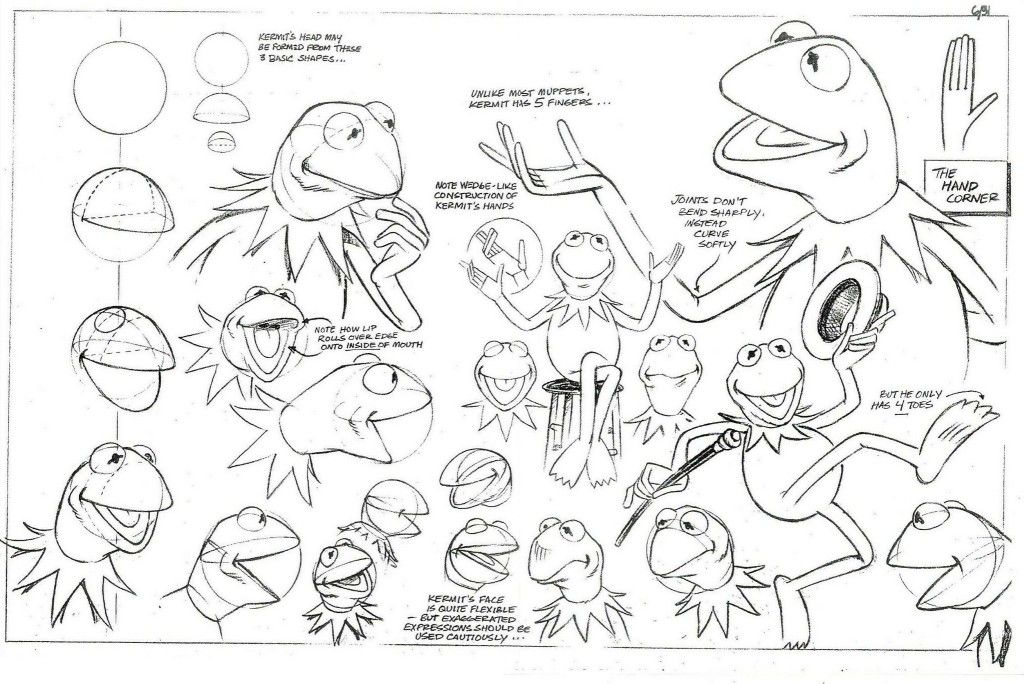 6/81
KERMIT'S HEAD MAY
BE FORMED FROM THESE
3 BASIC SHAPES...
UNLIKE MOST MUPPETS,
KERMIT HAS 5 FINGERS...
THE
HAND
CORNER
NOTE WEDGE-LIKE
CONSTRUCTION OF
KERMIT'S HANDS
JOINTS DON'T
BEND SHARPLY,
INSTEAD
CURVE
SOFTLY
NOTE HOW LIP
ROLLS OVER EDGE
ONTO INSIDE OF MOUTH
BUT HE ONLY
HAS 4 TOES
KERMIT'S FACE
IS QUITE FLEXIBLE
- BUT EXAGGERATED
EXPRESSIONS SHOULD BE
USED CAUTIOUSLY...